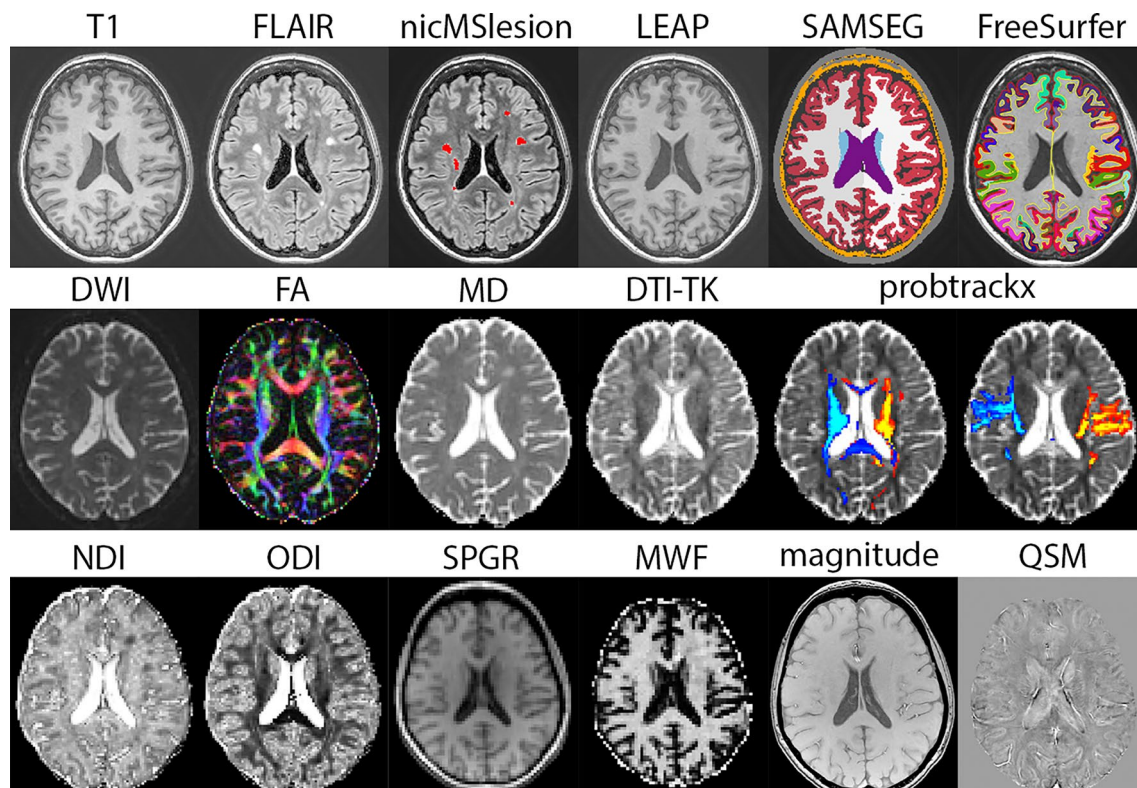 T1 FLAIR nicMSlesion LEAP SAMSEG FreeSurfer
DWI FA MD DTI-TK probtrackx
NDI ODI SPGR MWF magnitude QSM